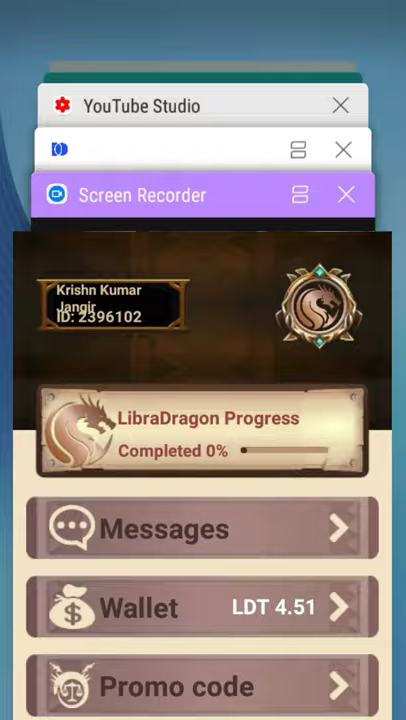 YouTube Studio
Screen Recorder
Krishn Kumar
Jangir
ID: 2396102
LibraDragon Progress
Completed 0%
Messages
Wallet LDT 4.51
Promo code